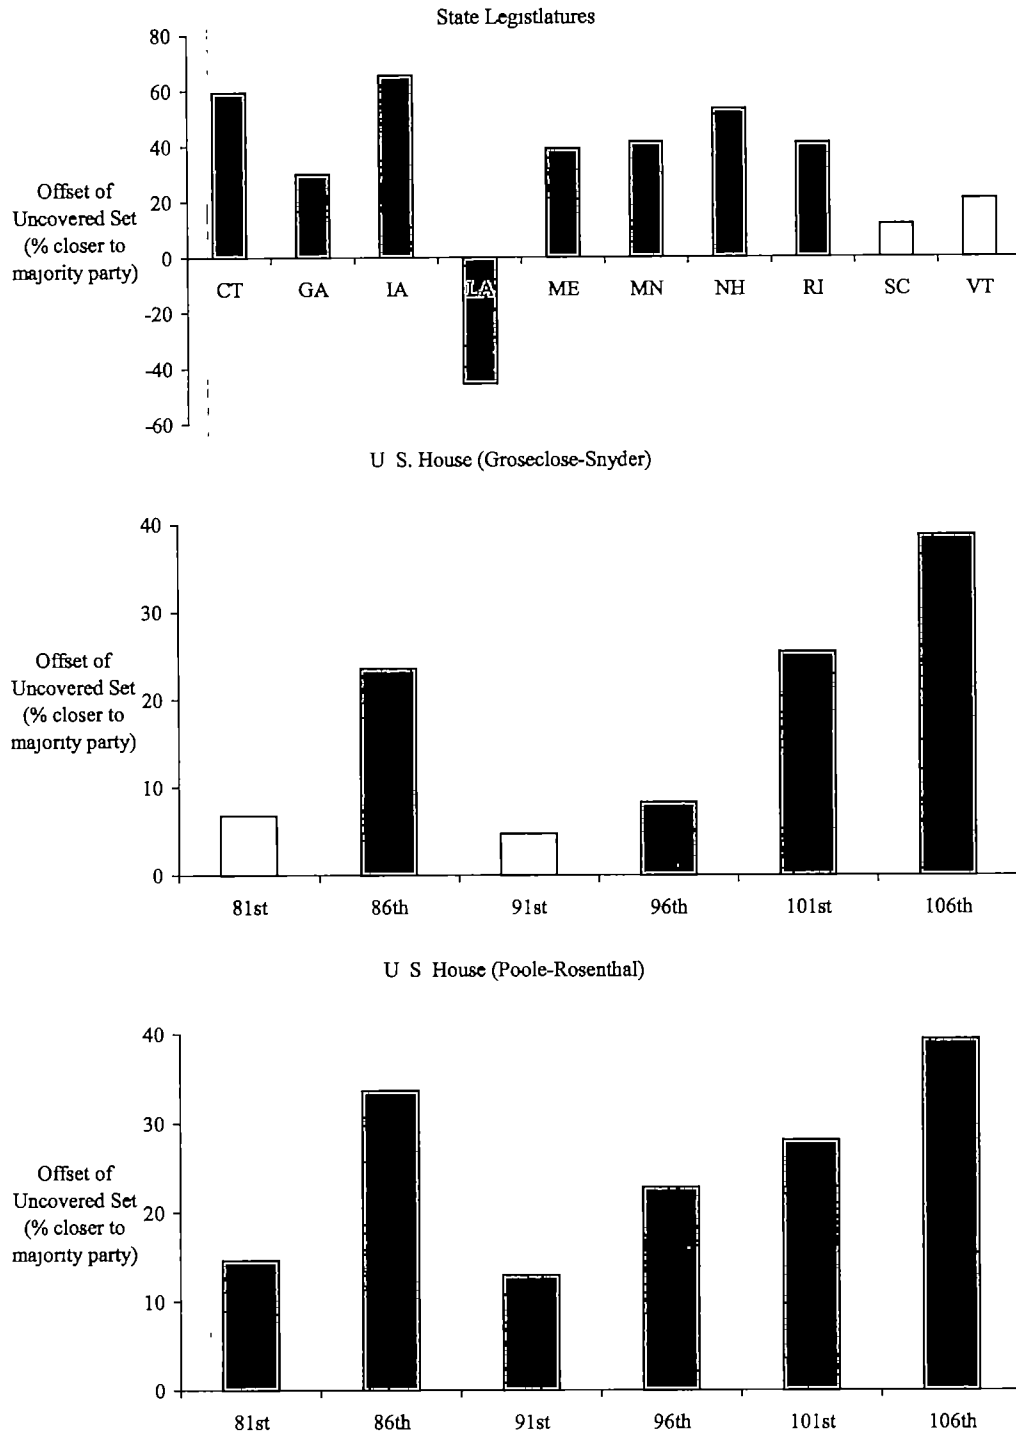 State Legistlatures
80
60
40
20
0
-20
-40
-60
Offset of
Uncovered Set
(% closer to
majority party)
CT GA IA LA ME MN NH RI SC VT
U S. House (Groseclose-Snyder)
40
30
20
10
0
Offset of
Uncovered Set
(% closer to
majority party)
81st 86th 91st 96th 101st 106th
U S House (Poole-Rosenthal)
40
30
20
10
0
Offset of
Uncovered Set
(% closer to
majority party)
81st 86th 91st 96th 101st 106th